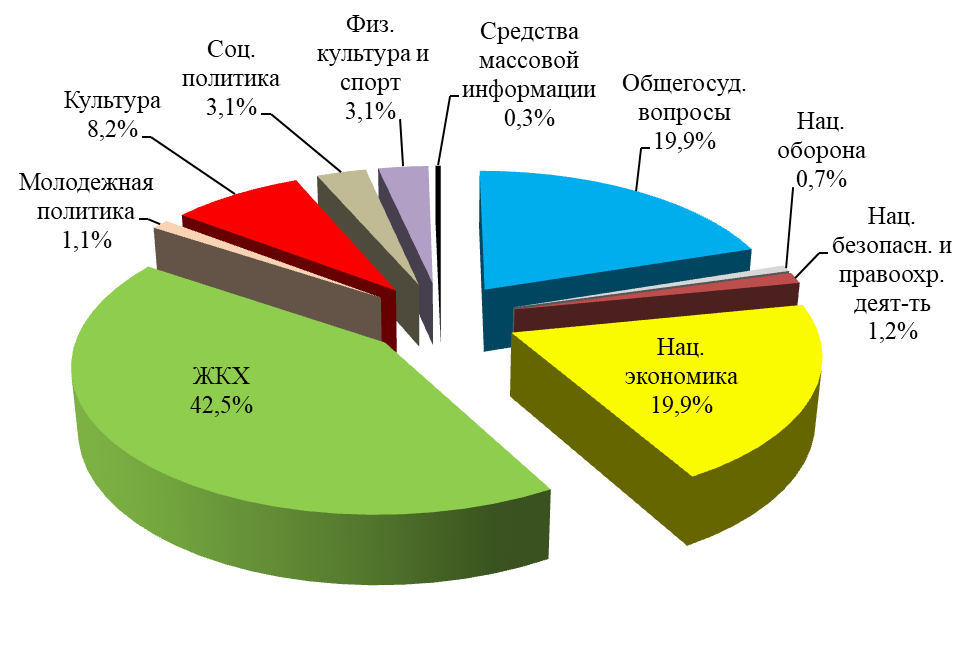 Физ.
культура и
спорт
3,1%
Средства
массовой
информации
0,3%
Соц.
политика
3,1%
Общегосуд.
вопросы
19,9%
Культура
8,2%
Нац.
оборона
0,7%
Молодежная
политика
1,1%
Нац.
безопасн. и
правоохр.
деят-ть
1,2%
Нац.
экономика
19,9%
ЖКХ
42,5%